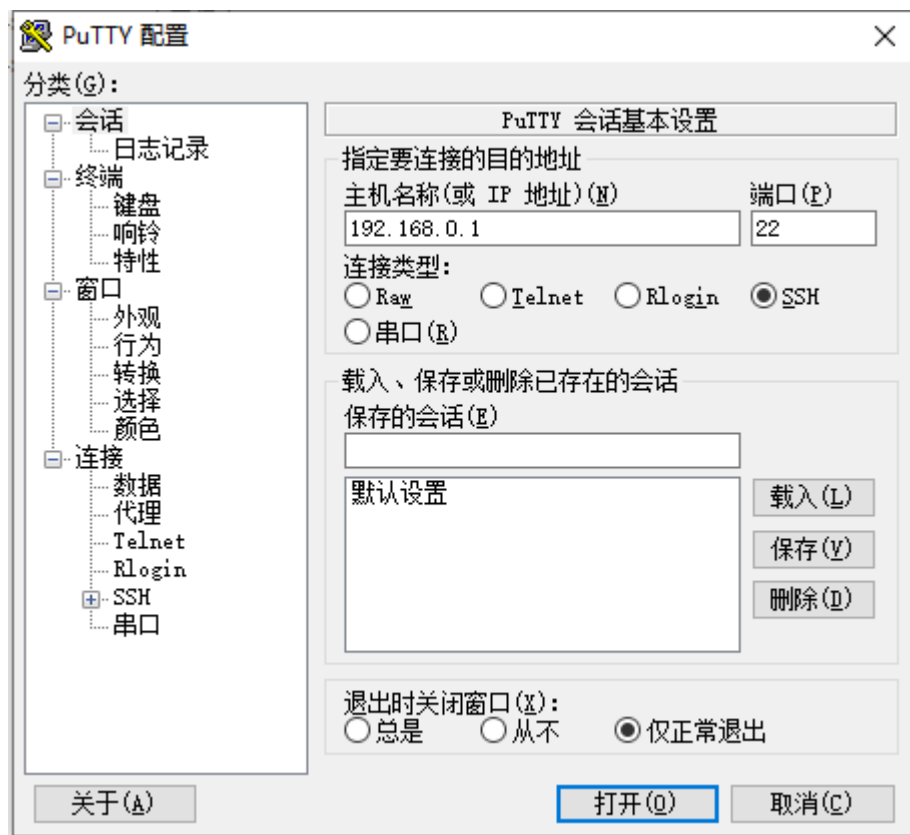 PuTTY 配置
分类(G):
会话
日志记录
终端
键盘
响铃
特性
窗口
外观
行为
转换
选择
颜色
连接
数据
代理
Telnet
Rlogin
SSH
串口
PuTTY 会话基本设置
指定要连接的目的地址
主机名称(或 IP 地址)(N) 端口(P)
192.168.0.1 22
连接类型:
Raw Telnet Rlogin SSH
串口(R)
载入、保存或删除已存在的会话
保存的会话(E)
默认设置
载入(L)
保存(V)
删除(D)
退出时关闭窗口(X):
总是 从不 仅正常退出
关于(A) 打开(O) 取消(C)